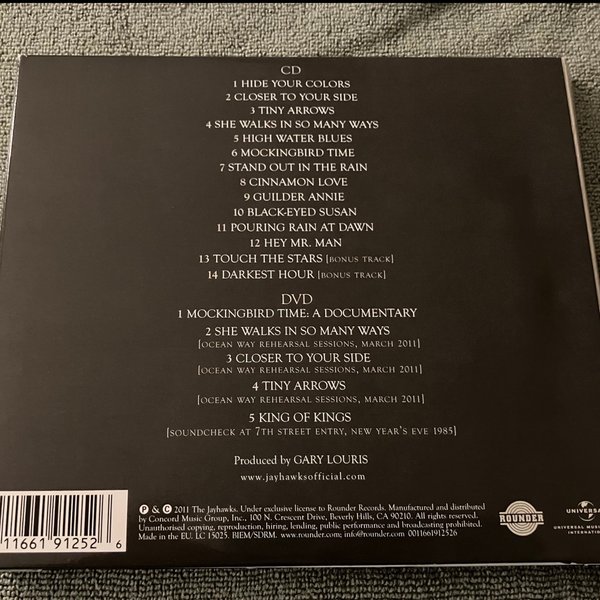 CD
1 HIDE YOUR COLORS
2 CLOSER TO YOUR SIDE
3 TINY ARROWS
4 SHE WALKS IN SO MANY WAYS
5 HIGH WATER BLUES
6 MOCKINGBIRD TIME
7 STAND OUT IN THE RAIN
8 CINNAMON LOVE
9 GUILDER ANNIE
10 BLACK-EYED SUSAN
11 POURING RAIN AT DAWN
12 HEY MR. MAN
13 TOUCH THE STARS [BONUS TRACK]
14 DARKEST HOUR [BONUS TRACK]
DVD
1 MOCKINGBIRD TIME: A DOCUMENTARY
2 SHE WALKS IN SO MANY WAYS
[OCEAN WAY REHEARSAL SESSIONS, MARCH 2011]
3 CLOSER TO YOUR SIDE
[OCEAN WAY REHEARSAL SESSIONS, MARCH 2011]
4 TINY ARROWS
[OCEAN WAY REHEARSAL SESSIONS, MARCH 2011]
5 KING OF KINGS
[SOUNDCHECK AT 7TH STREET ENTRY, NEW YEAR'S EVE 1985]
Produced by GARY LOURIS
www.jayhawksofficial.com
℗ & © 2011 The Jayhawks. Under exclusive license to Rounder Records. Manufactured and distributed
by Concord Music Group, Inc., 100 N. Crescent Drive, Beverly Hills, CA 90210. All rights reserved.
Unauthorised copying, reproduction, hiring, lending, public performance and broadcasting prohibited.
Made in the EU. LC 15025. BIEM/SDRM. www.rounder.com; info@rounder.com 0011661912526
11661 91252 6
ROUNDER
UNIVERSAL
UNIVERSAL MUSIC
INTERNATIONAL